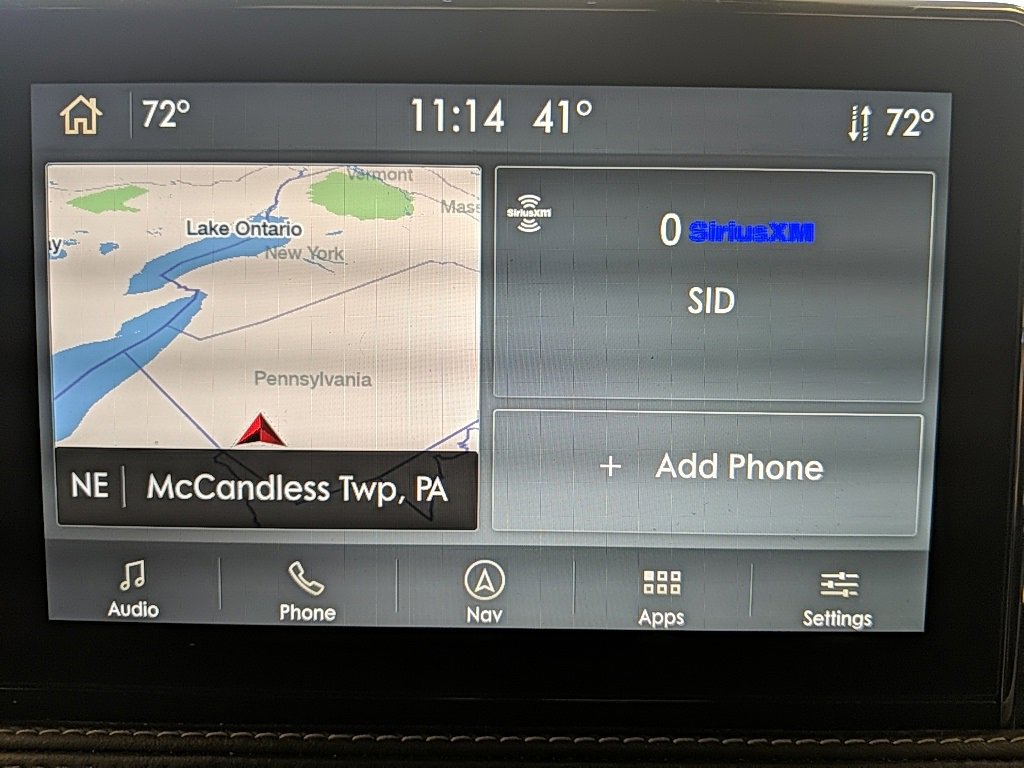 72° 11:14 41° 72°
Vermont
Mass
Lake Ontario
ay
New York
Pennsylvania
NE McCandless Twp, PA
SiriusXM
0 SiriusXM
SID
+ Add Phone
Audio Phone Nav Apps Settings